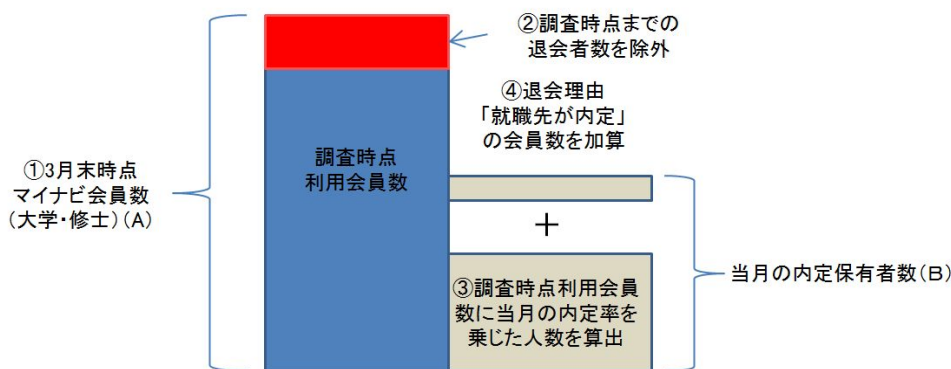 ①3月末時点
マイナビ会員数
(大学・修士)(A)
調査時点
利用会員数
②調査時点までの
退会者数を除外
④退会理由
「就職先が内定」
の会員数を加算
+
③調査時点利用会員
数に当月の内定率を
乗じた人数を算出
当月の内定保有者数(B)